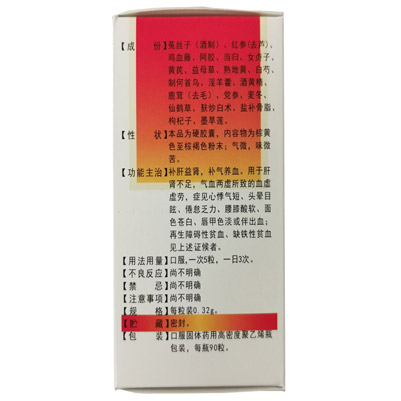 【成　份】菟丝子（酒制）、红参（去芦）、
鸡血藤、阿胶、当归、女贞子、
黄芪、益母草、熟地黄、白芍、
制何首乌、淫羊藿、酒黄精、
鹿茸（去毛）、党参、麦冬、
仙鹤草、麸炒白术、盐补骨脂、
枸杞子、墨旱莲。
【性　状】本品为硬胶囊，内容物为棕黄
色至棕褐色粉末；气微，味微
苦。
【功能主治】补肝益肾，补气养血。用于肝
肾不足，气血两虚所致的血虚
虚劳，症见心悸气短、头晕目
眩、倦怠乏力、腰膝酸软、面
色苍白、唇甲色淡或伴出血；
再生障碍性贫血、缺铁性贫血
见上述证候者。
【用法用量】口服，一次5粒，一日3次。
【不良反应】尚不明确
【禁　忌】尚不明确
【注意事项】尚不明确
【规　格】每粒装0.32g。
【贮　藏】密封。
【包　装】口服固体药用高密度聚乙烯瓶
包装，每瓶90粒。